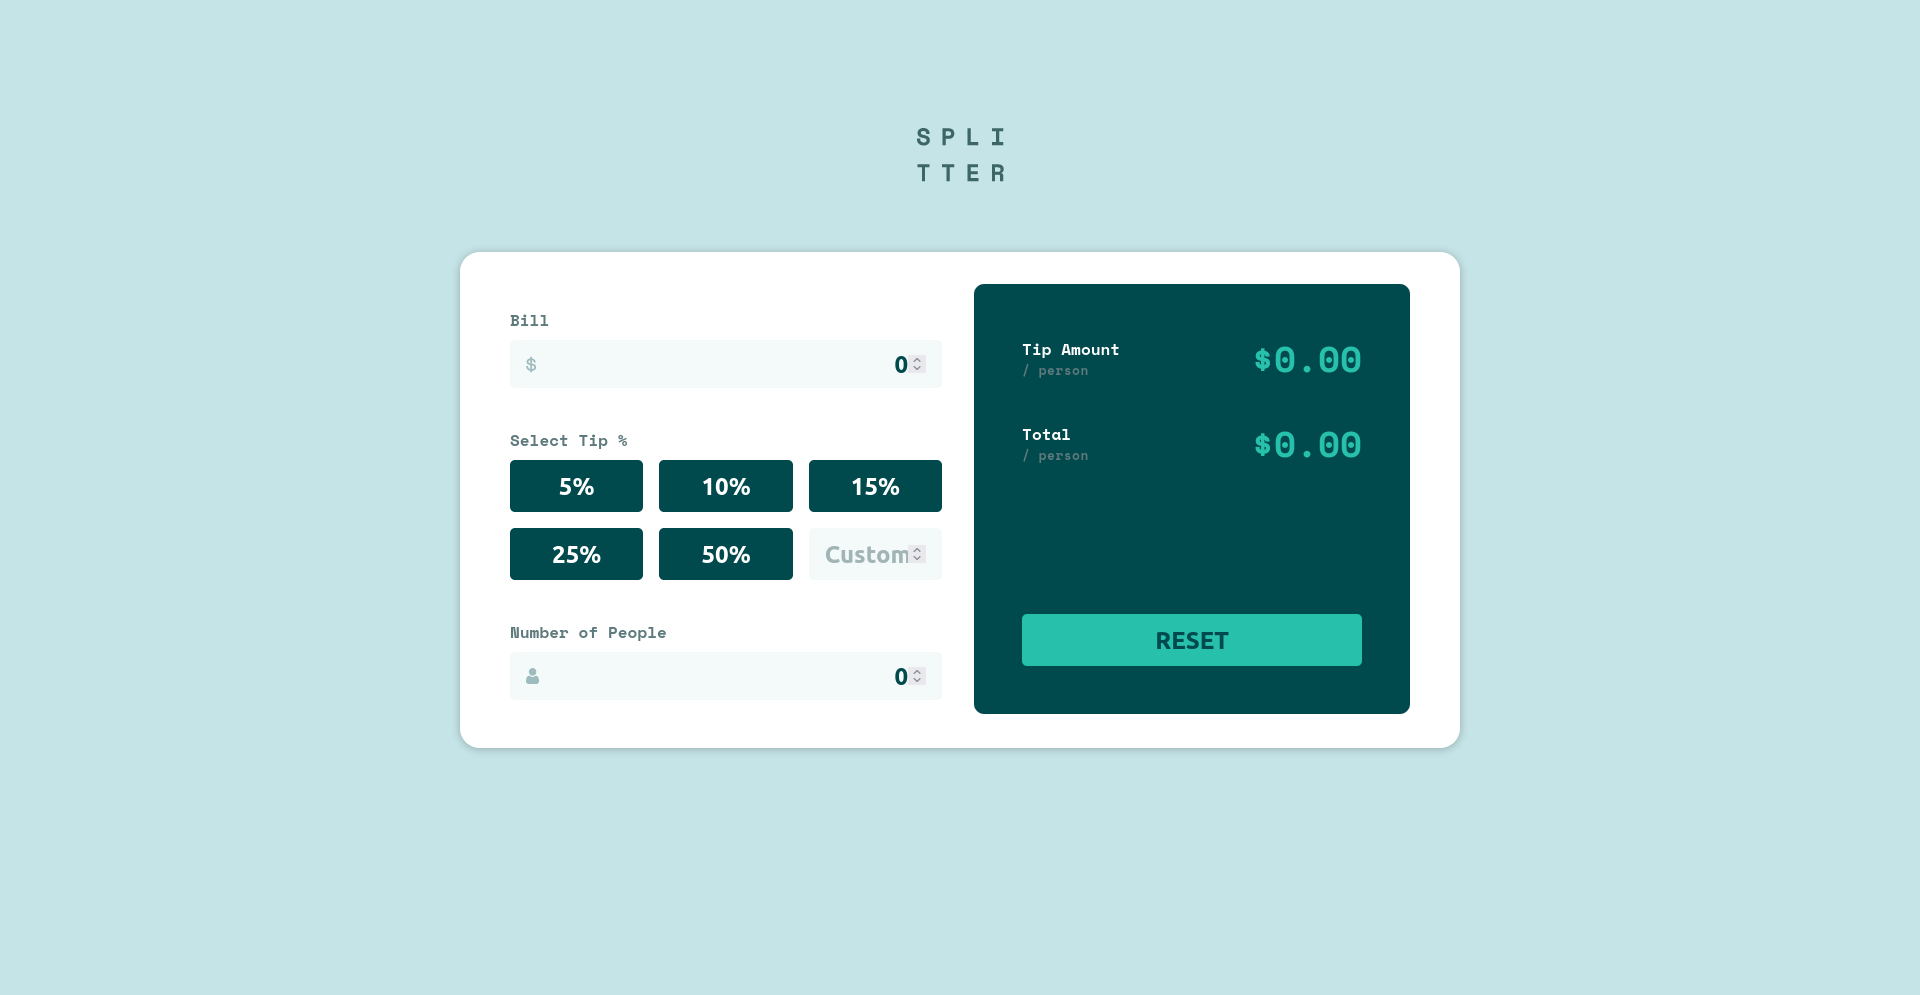 SPLI
TTER
Bill
$ 0
Select Tip %
5% 10% 15%
25% 50% Custom
Number of People
0
Tip Amount $0.00
/ person
Total $0.00
/ person
RESET